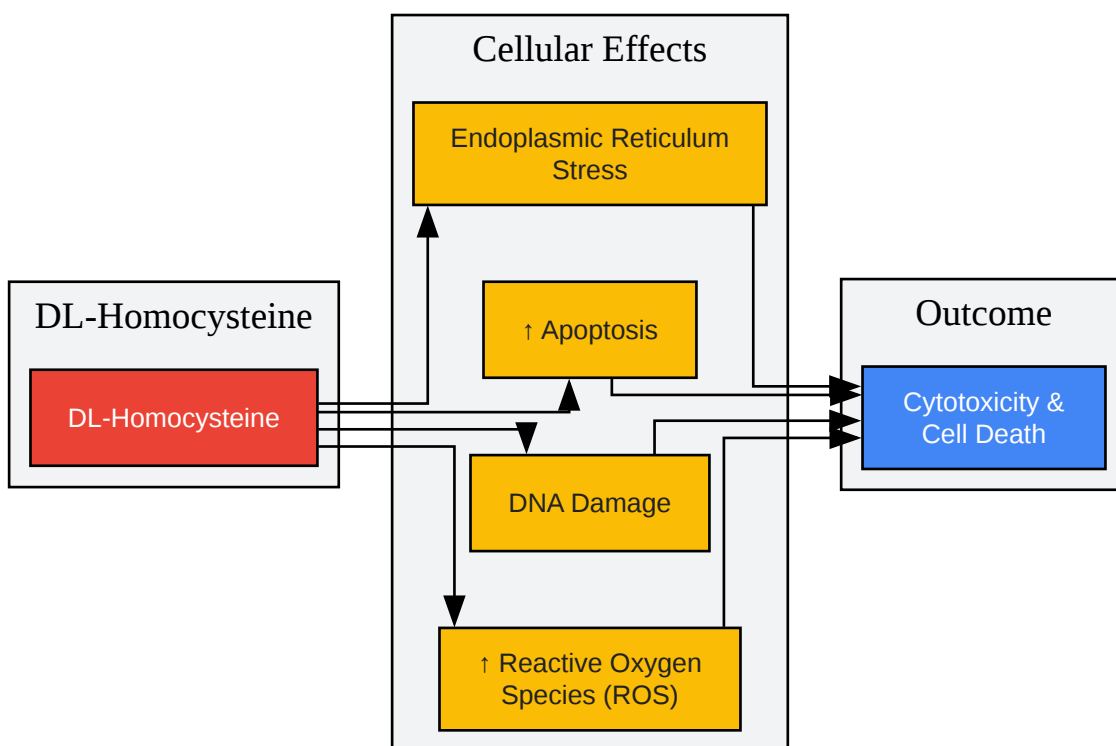 Cellular Effects
Endoplasmic Reticulum
Stress
DL-Homocysteine
DL-Homocysteine
↑ Apoptosis
DNA Damage
↑ Reactive Oxygen
Species (ROS)
Outcome
Cytotoxicity &
Cell Death